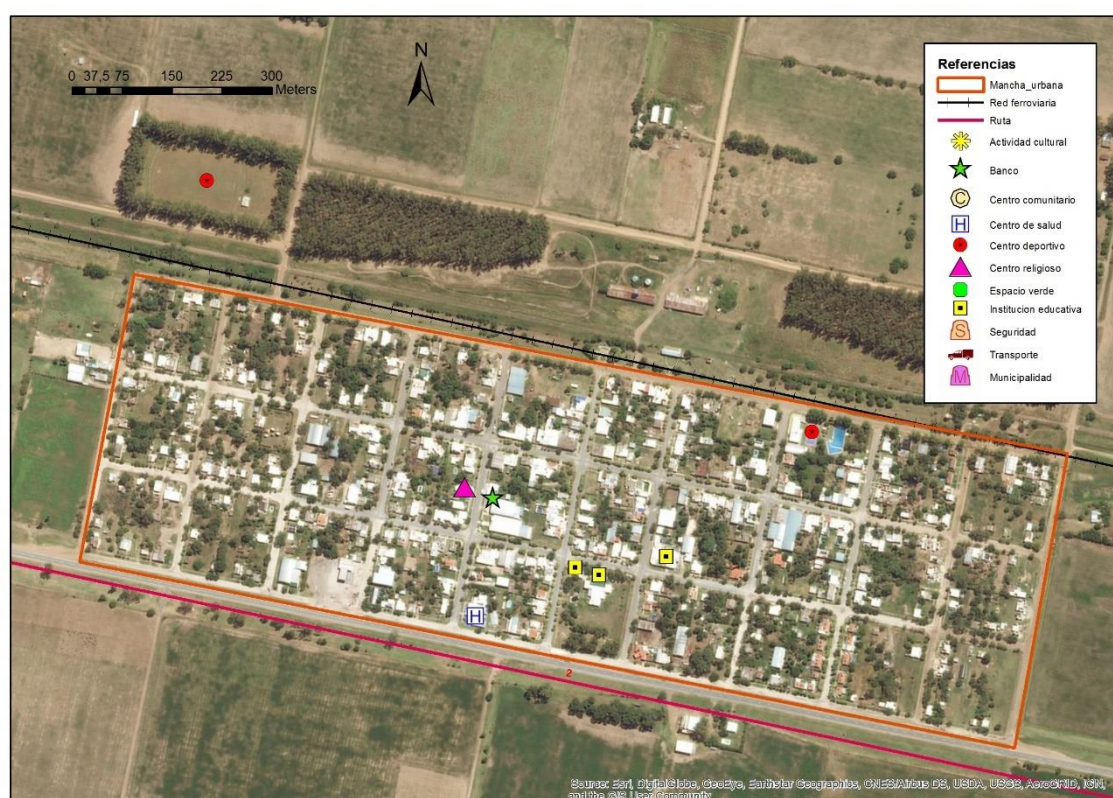 N
0 37,5 75 150 225 300
Meters
Referencias
Mancha_urbana
Red ferroviaria
Ruta
Actividad cultural
Banco
C Centro comunitario
H Centro de salud
Centro deportivo
Centro religioso
Espacio verde
Institucion educativa
S Seguridad
Transporte
M Municipalidad
H
2
Source: Esri, DigitalGlobe, GeoEye, Earthstar Geographics, CNES/Airbus DS, USDA, USGS, AeroGRID, IGN,
and the GIS User Community